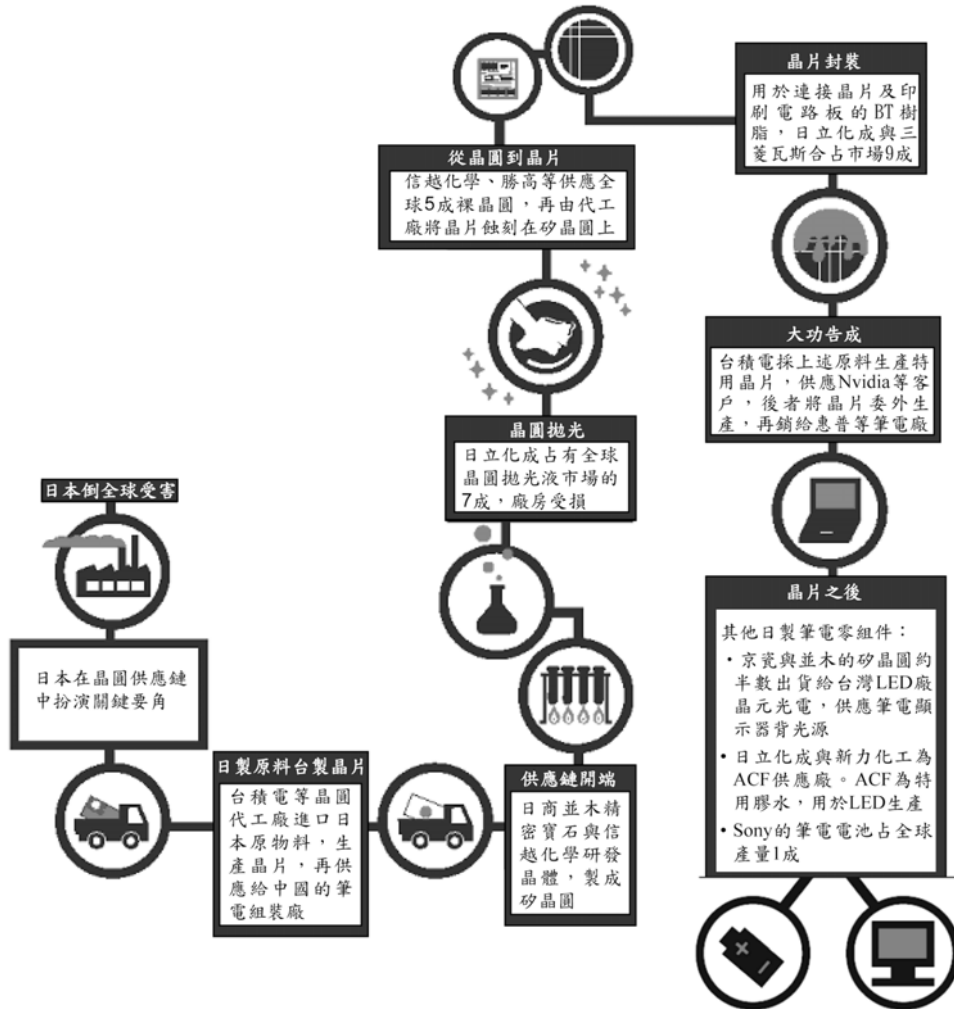 日本倒全球受害
日本在晶圓供應鏈
中扮演關鍵要角
日製原料台製晶片
台積電等晶圓
代工廠進口日
本原物料，生
產晶片，再供
應給中國的筆
電組裝廠
供應鏈開端
日商並木精
密寶石與信
越化學研發
晶體，製成
矽晶圓
晶圓拋光
日立化成占有全球
晶圓拋光液市場的
7成，廠房受損
從晶圓到晶片
信越化學、勝高等供應全
球5成裸晶圓，再由代工
廠將晶片蝕刻在矽晶圓上
晶片封裝
用於連接晶片及印
刷電路板的BT樹
脂，日立化成與三
菱瓦斯合占市場9成
大功告成
台積電採上述原料生產特
用晶片，供應Nvidia等客
戶，後者將晶片委外生
產，再銷給惠普等筆電廠
晶片之後
其他日製筆電零組件：
・京瓷與並木的矽晶圓約
半數出貨給台灣LED廠
晶元光電，供應筆電顯
示器背光源
・日立化成與新力化工為
ACF供應廠。ACF為特
用膠水，用於LED生產
・Sony的筆電電池占全球
產量1成